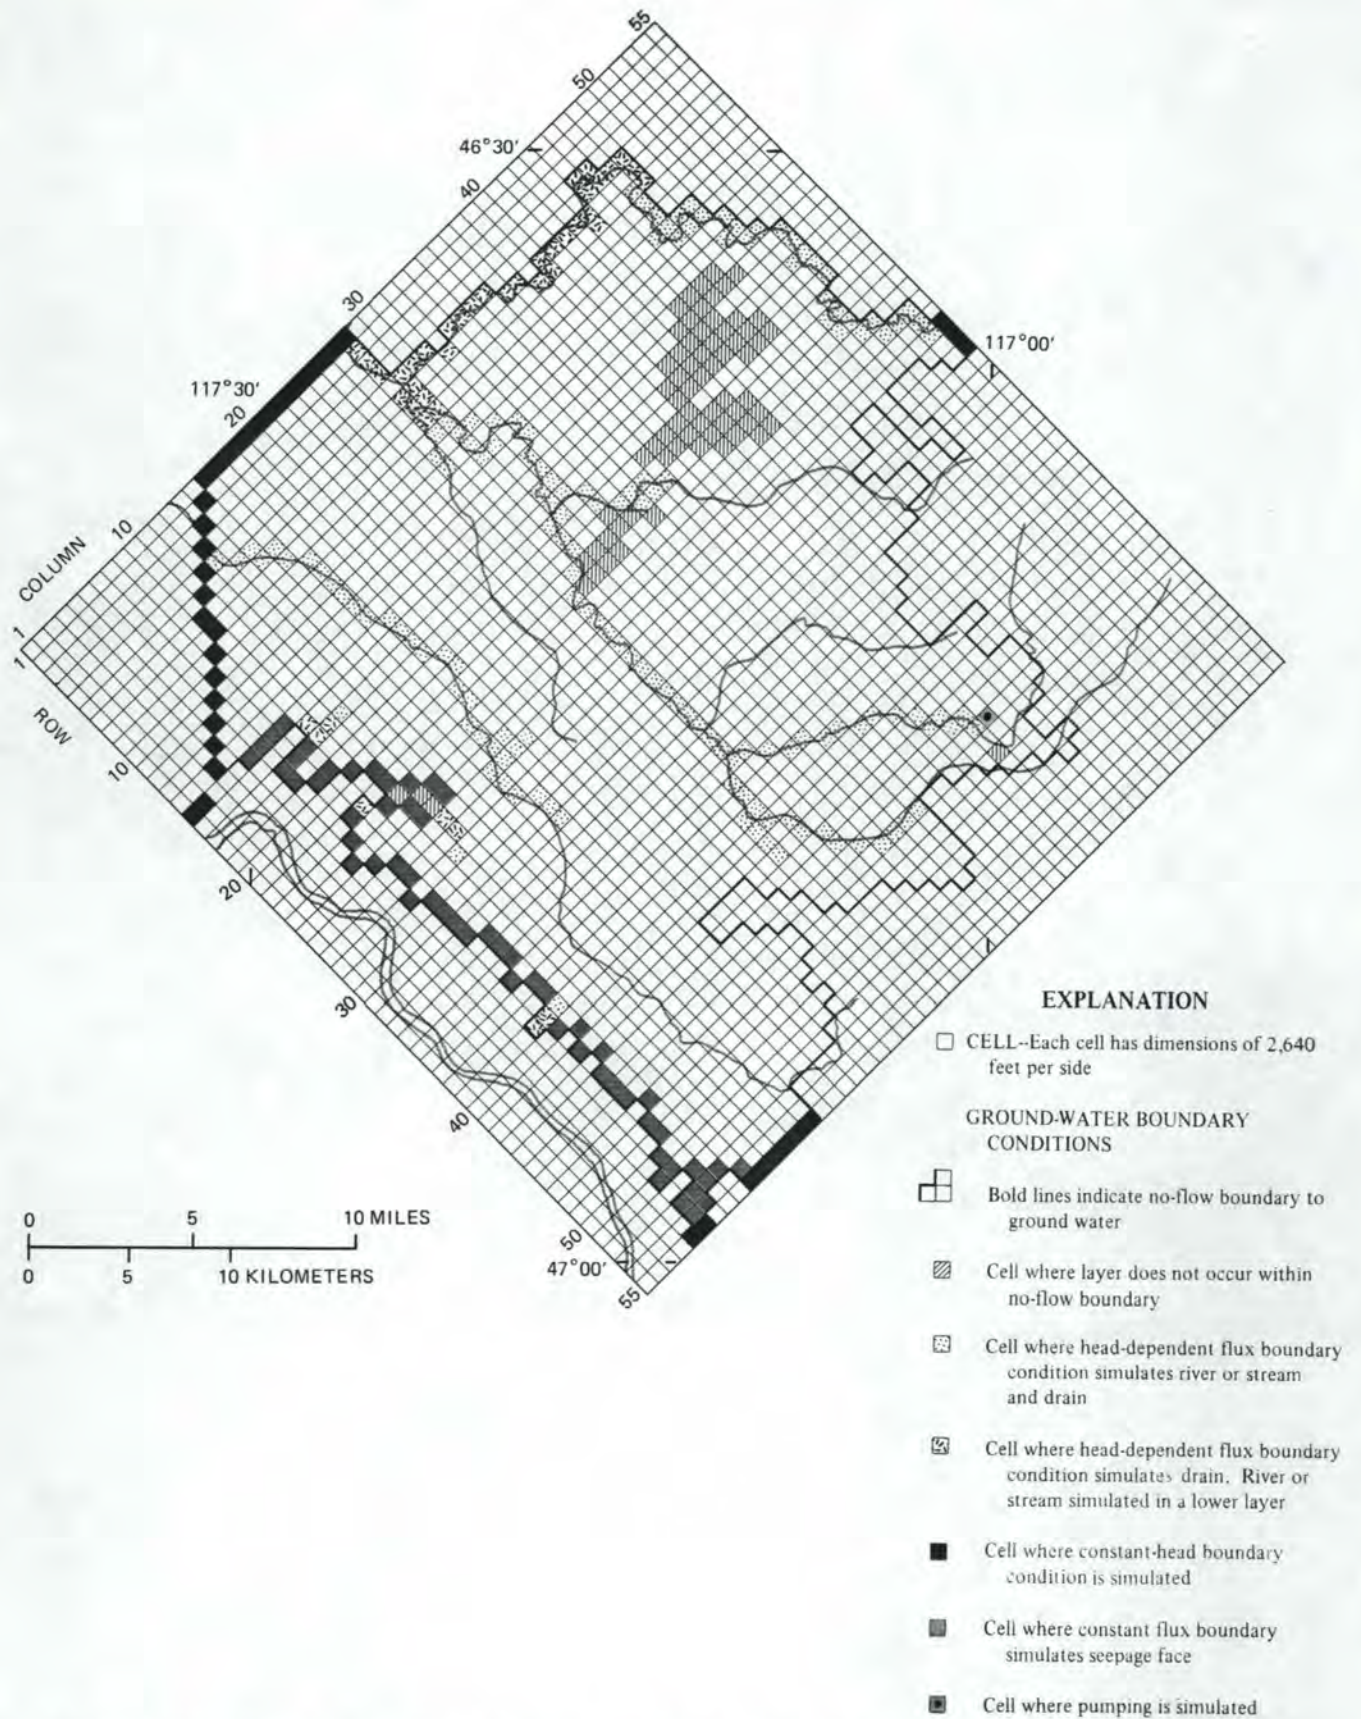 55
50
46°30'
40
30
117°00'
117°30'
20
10
COLUMN
1
1
ROW
10
20
30
40
50
47°00'
55
0 5 10 MILES
0 5 10 KILOMETERS
EXPLANATION
CELL--Each cell has dimensions of 2,640
feet per side
GROUND-WATER BOUNDARY
CONDITIONS
Bold lines indicate no-flow boundary to
ground water
Cell where layer does not occur within
no-flow boundary
Cell where head-dependent flux boundary
condition simulates river or stream
and drain
Cell where head-dependent flux boundary
condition simulates drain. River or
stream simulated in a lower layer
Cell where constant-head boundary
condition is simulated
Cell where constant flux boundary
simulates seepage face
Cell where pumping is simulated